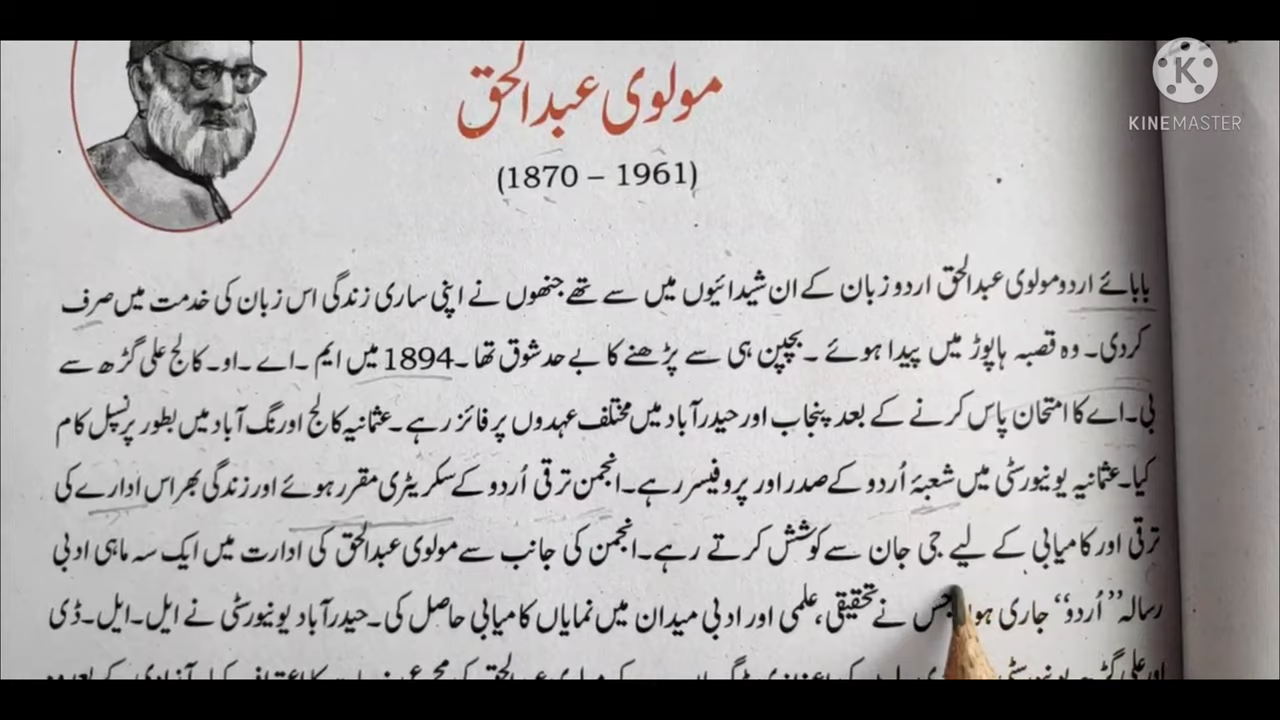 KINEMASTER
مولوی عبدالحق
(1870 – 1961)
بابائے اردو مولوی عبدالحق اردو زبان کے ان شیدائیوں میں سے تھے جنھوں نے اپنی ساری زندگی اس زبان کی خدمت میں صرف
کردی۔ وہ قصبہ ہاپوڑ میں پیدا ہوئے۔ بچپن ہی سے پڑھنے کا بے حد شوق تھا۔ 1894 میں ایم۔اے۔او۔ کالج علی گڑھ سے
بی۔اے کا امتحان پاس کرنے کے بعد پنجاب اور حیدرآباد میں مختلف عہدوں پر فائز رہے۔ عثمانیہ کالج اورنگ آباد میں بطور پرنسپل کام
کیا۔ عثمانیہ یونیورسٹی میں شعبۂ اُردو کے صدر اور پروفیسر رہے۔ انجمن ترقی اُردو کے سکریٹری مقرر ہوئے اور زندگی بھر اس ادارے کی
ترقی اور کامیابی کے لیے جی جان سے کوشش کرتے رہے۔ انجمن کی جانب سے مولوی عبدالحق کی ادارت میں ایک سہ ماہی ادبی
رسالہ ”اُردو“ جاری ہوا جس نے تحقیقی، علمی اور ادبی میدان میں نمایاں کامیابی حاصل کی۔ حیدرآباد یونیورسٹی نے ایل۔ایل۔ڈی